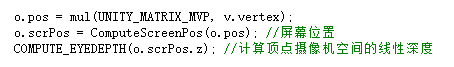 o.pos = mul(UNITY_MATRIX_MVP, v.vertex);
o.scrPos = ComputeScreenPos(o.pos); //屏幕位置
COMPUTE_EYEDEPTH(o.scrPos.z); //计算顶点摄像机空间的线性深度